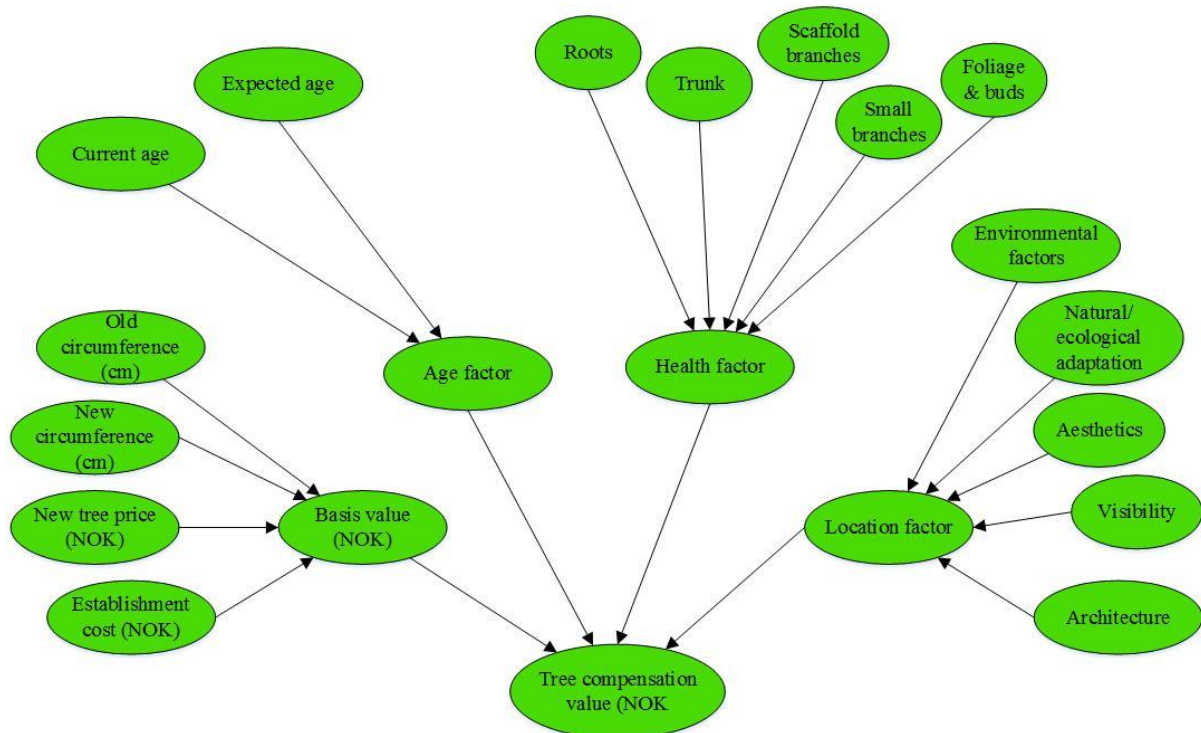 Scaffold
branches
Roots
Expected age
Trunk
Foliage
& buds
Small
branches
Current age
Environmental
factors
Old
circumference
(cm)
Natural/
ecological
adaptation
Age factor
Health factor
New
circumference
(cm)
Aesthetics
New tree price
(NOK)
Basis value
(NOK)
Location factor
Visibility
Establishment
cost (NOK)
Architecture
Tree compensation
value (NOK